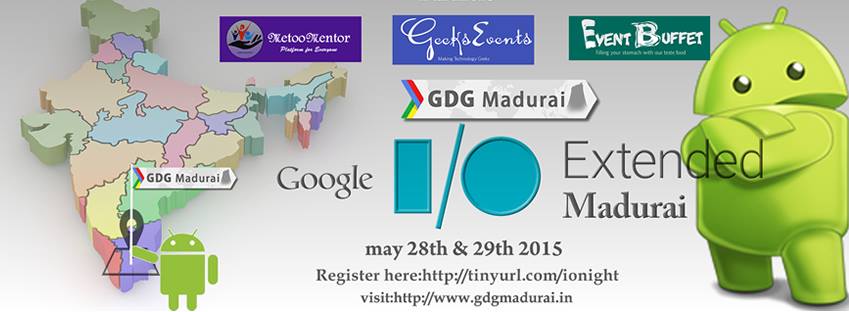 MetooMentor
Platform for Everyone
GeeksEvents
Making Technology Geeks
EVENT BUFFET
Filling your stomach with our taste food
GDG Madurai
GDG Madurai
Google I/O Extended
Madurai
may 28th & 29th 2015
Register here:http://tinyurl.com/ionight
visit:http://www.gdgmadurai.in